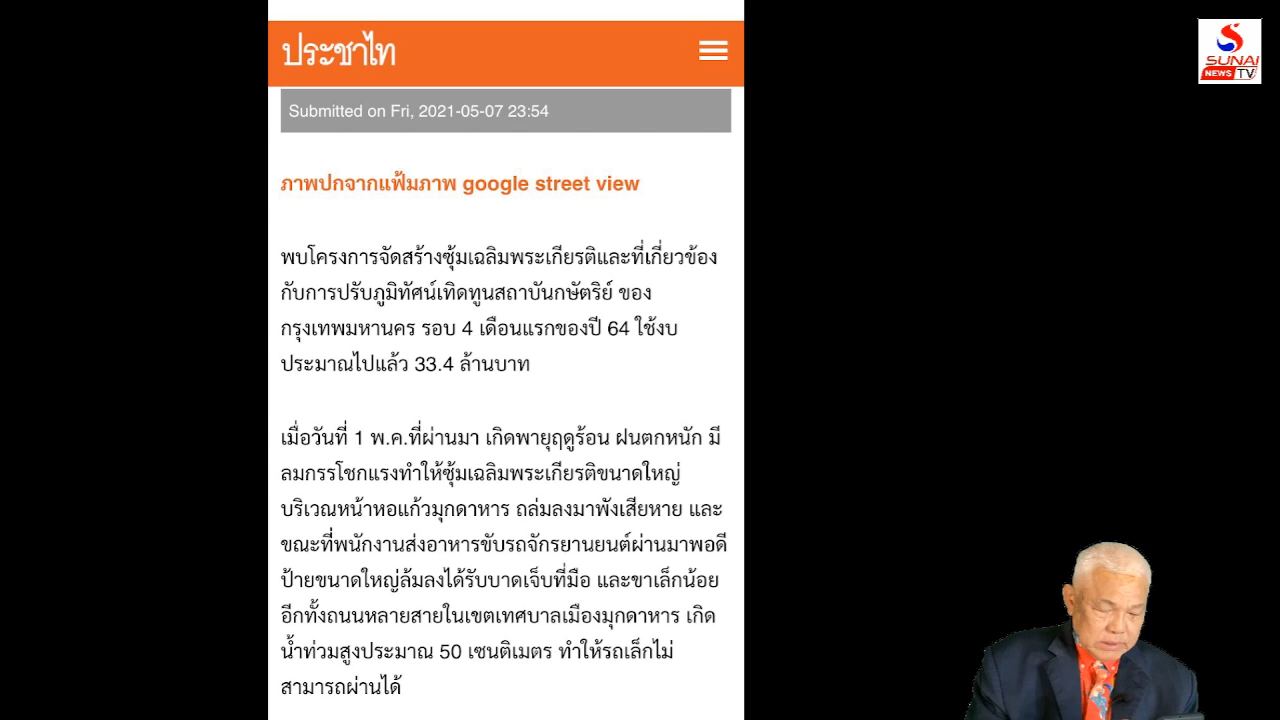 ประชาไท
SUNAI
NEWS TV
Submitted on Fri, 2021-05-07 23:54
ภาพปกจากแฟ้มภาพ google street view
พบโครงการจัดสร้างซุ้มเฉลิมพระเกียรติและที่เกี่ยวข้อง
กับการปรับภูมิทัศน์เทิดทูนสถาบันกษัตริย์ ของ
กรุงเทพมหานคร รอบ 4 เดือนแรกของปี 64 ใช้งบ
ประมาณไปแล้ว 33.4 ล้านบาท
เมื่อวันที่ 1 พ.ค.ที่ผ่านมา เกิดพายุฤดูร้อน ฝนตกหนัก มี
ลมกรรโชกแรงทำให้ซุ้มเฉลิมพระเกียรติขนาดใหญ่
บริเวณหน้าหอแก้วมุกดาหาร ถล่มลงมาพังเสียหาย และ
ขณะที่พนักงานส่งอาหารขับรถจักรยานยนต์ผ่านมาพอดี
ป้ายขนาดใหญ่ล้มลงได้รับบาดเจ็บที่มือ และขาเล็กน้อย
อีกทั้งถนนหลายสายในเขตเทศบาลเมืองมุกดาหาร เกิด
น้ำท่วมสูงประมาณ 50 เซนติเมตร ทำให้รถเล็กไม่
สามารถผ่านได้